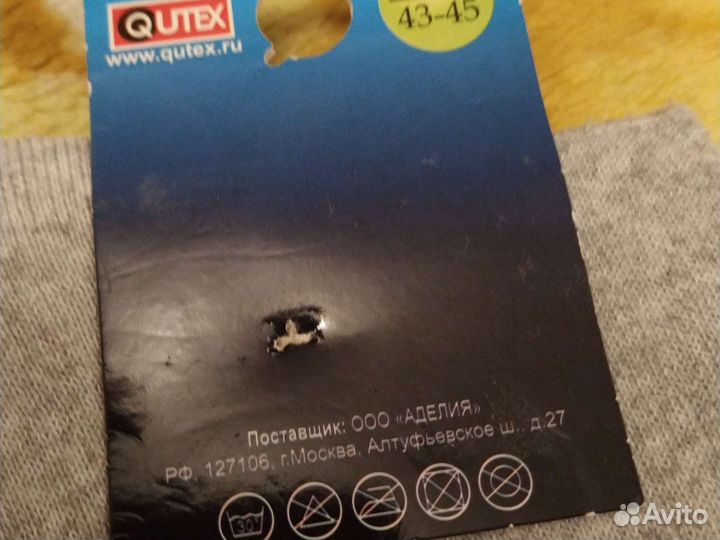 QUTEX
www.qutex.ru
43-45
Поставщик: ООО «АДЕЛИЯ»
РФ, 127106, г.Москва, Алтуфьевское ш., д.27
30
Avito